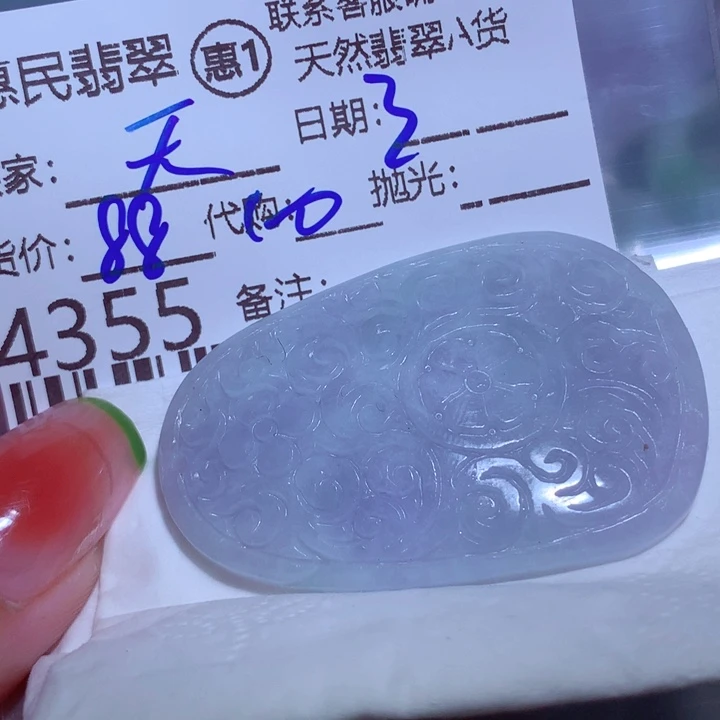 联系客服
惠民翡翠 惠1 天然翡翠A货
家: 天 日期: 3
货价: 88 代购: 10 抛光:
4355 备注: